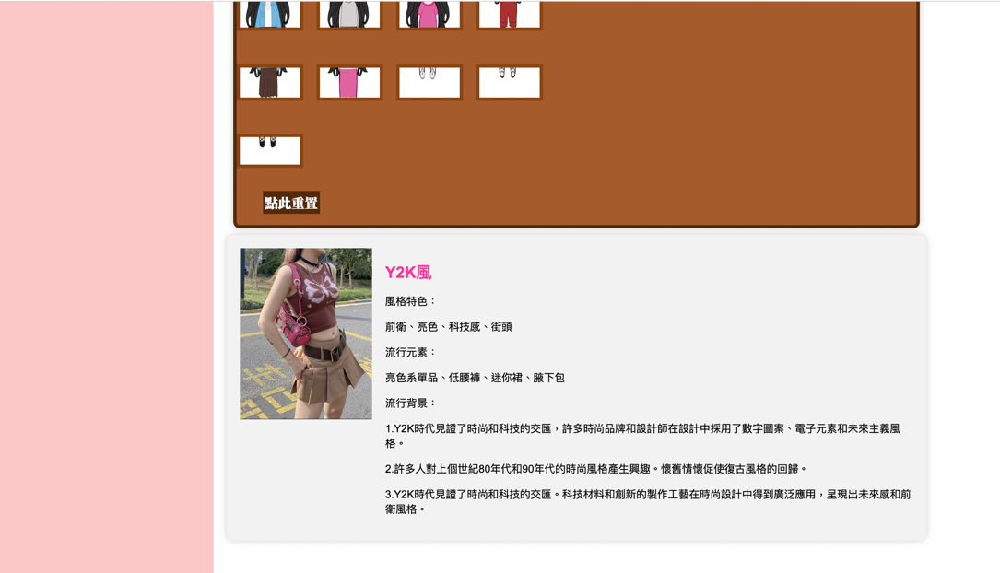 點此重置
Y2K風
風格特色：
前衛、亮色、科技感、街頭
流行元素：
亮色系單品、低腰褲、迷你裙、腋下包
流行背景：
1.Y2K時代見證了時尚和科技的交匯，許多時尚品牌和設計師在設計中採用了數字圖案、電子元素和未來主義風
格。
2.許多人對上個世紀80年代和90年代的時尚風格產生興趣。懷舊情懷促使復古風格的回歸。
3.Y2K時代見證了時尚和科技的交匯。科技材料和創新的製作工藝在時尚設計中得到廣泛應用，呈現出未來感和前
衛風格。